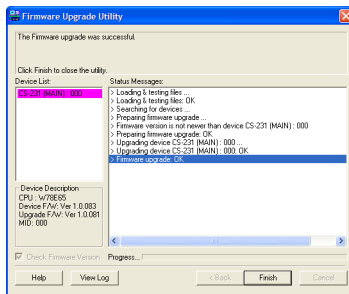 Firmware Upgrade Utility
The Firmware upgrade was successful.
Click Finish to close the utility.
Device List:
Status Messages:
CS-231 (MAIN) : 000
> Loading & testing files ...
> Loading & testing files: OK
> Searching for devices ...
> Preparing firmware upgrade ...
> Firmware version is not newer than device CS-231 (MAIN) : 000
> Preparing firmware upgrade: OK
> Upgrading device CS-231 (MAIN) : 000 ...
> Upgrading device CS-231 (MAIN) : 000: OK
> Firmware upgrade: OK
Device Description
CPU : W78E65
Device F/W: Ver 1.0.083
Upgrade F/W: Ver 1.0.081
MID: 000
Check Firmware Version
Progress...
Help
View Log
< Back
Finish
Cancel